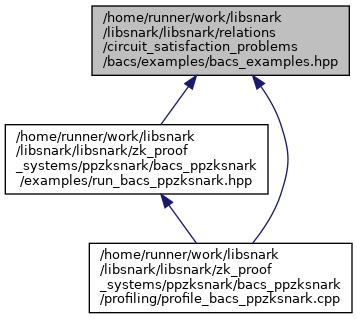 /home/runner/work/libsnark
/libsnark/libsnark/relations
/circuit_satisfaction_problems
/bacs/examples/bacs_examples.hpp
/home/runner/work/libsnark
/libsnark/libsnark/zk_proof
_systems/ppzksnark/bacs_ppzksnark
/examples/run_bacs_ppzksnark.hpp
/home/runner/work/libsnark
/libsnark/libsnark/zk_proof
_systems/ppzksnark/bacs_ppzksnark
/profiling/profile_bacs_ppzksnark.cpp